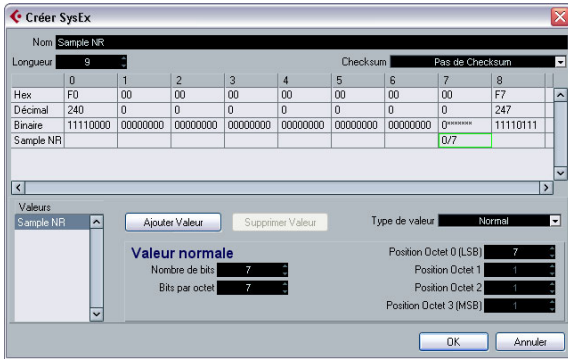 Créer SysEx
Nom Sample NR
Longueur 9 Checksum Pas de Checksum
0 1 2 3 4 5 6 7 8
Hex F0 00 00 00 00 00 00 00 F7
Décimal 240 0 0 0 0 0 0 0 247
Binaire 11110000 00000000 00000000 00000000 00000000 00000000 00000000 0******* 11110111
Sample NR 0/7
Valeurs
Sample NR Ajouter Valeur Supprimer Valeur Type de valeur Normal
Valeur normale Position Octet 0 (LSB) 7
Nombre de bits 7 Position Octet 1 1
Bits par octet 7 Position Octet 2 1
Position Octet 3 (MSB) 1
OK Annuler